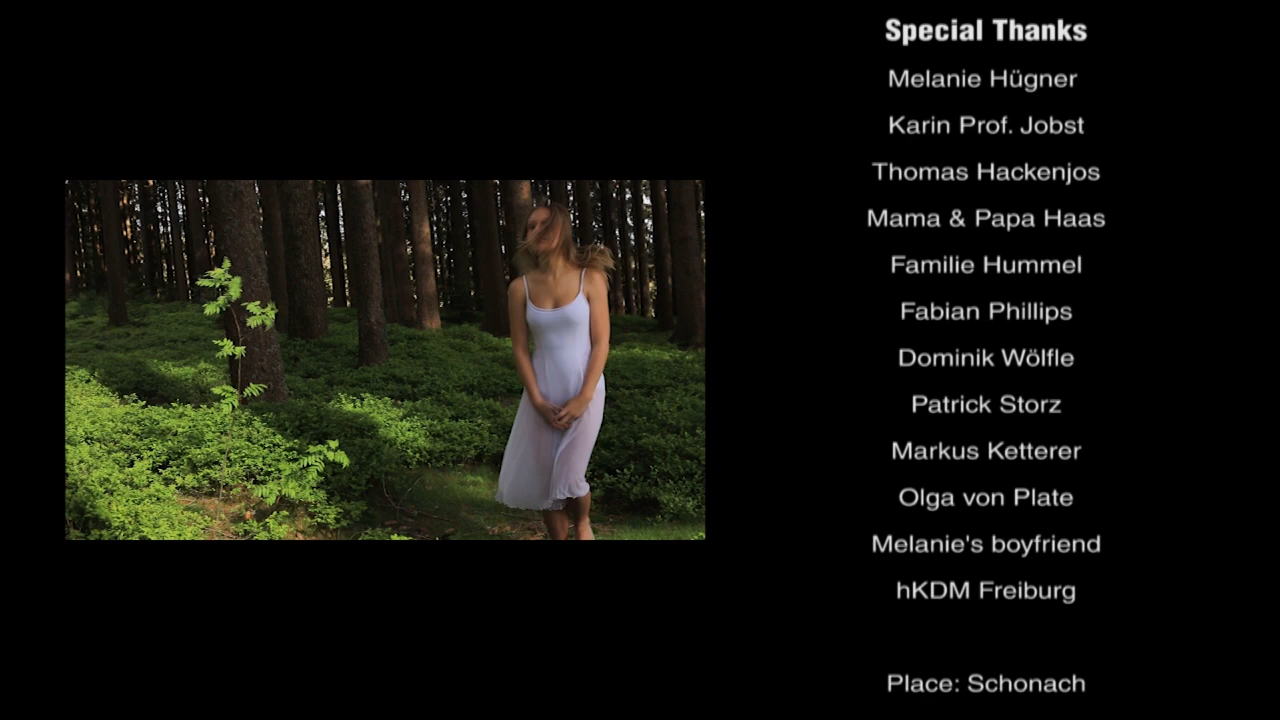 Special Thanks
Melanie Hügner
Karin Prof. Jobst
Thomas Hackenjos
Mama & Papa Haas
Familie Hummel
Fabian Phillips
Dominik Wölfle
Patrick Storz
Markus Ketterer
Olga von Plate
Melanie's boyfriend
hKDM Freiburg
Place: Schonach